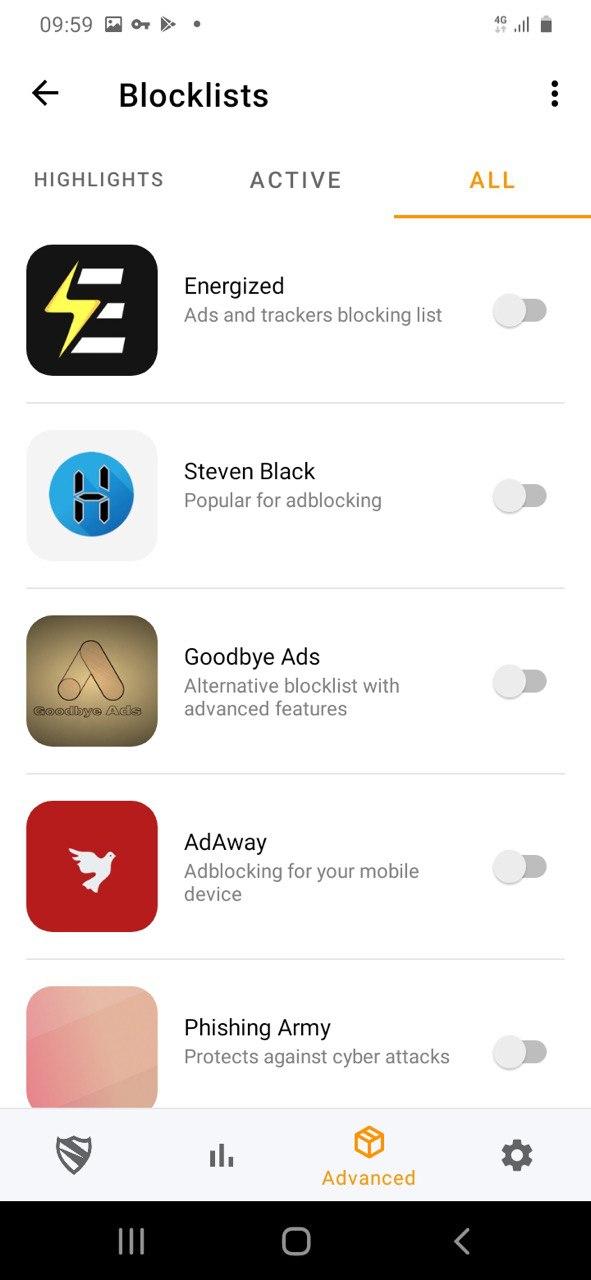 09:59
4G
Blocklists
HIGHLIGHTS
ACTIVE
ALL
Energized
Ads and trackers blocking list
Steven Black
Popular for adblocking
Goodbye Ads
Goodbye Ads
Alternative blocklist with
advanced features
AdAway
Adblocking for your mobile
device
Phishing Army
Protects against cyber attacks
Advanced